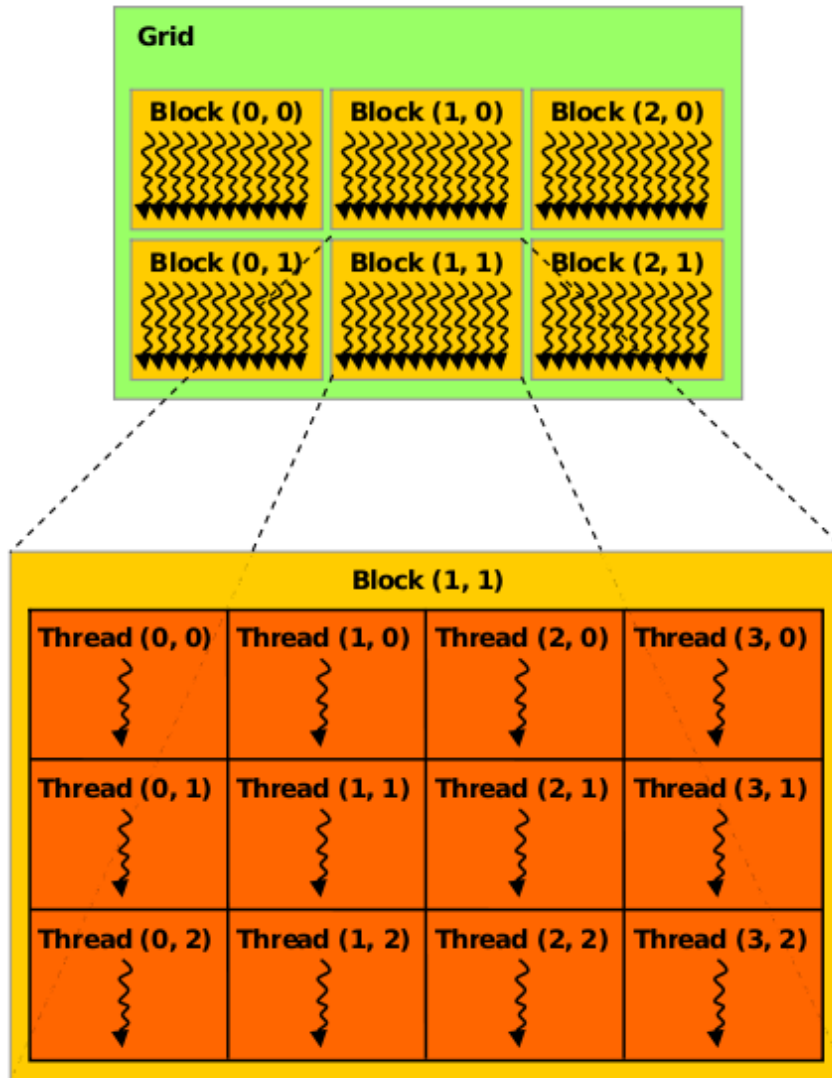 Grid
Block (0, 0) Block (1, 0) Block (2, 0)
Block (0, 1) Block (1, 1) Block (2, 1)
Block (1, 1)
Thread (0, 0) Thread (1, 0) Thread (2, 0) Thread (3, 0)
Thread (0, 1) Thread (1, 1) Thread (2, 1) Thread (3, 1)
Thread (0, 2) Thread (1, 2) Thread (2, 2) Thread (3, 2)